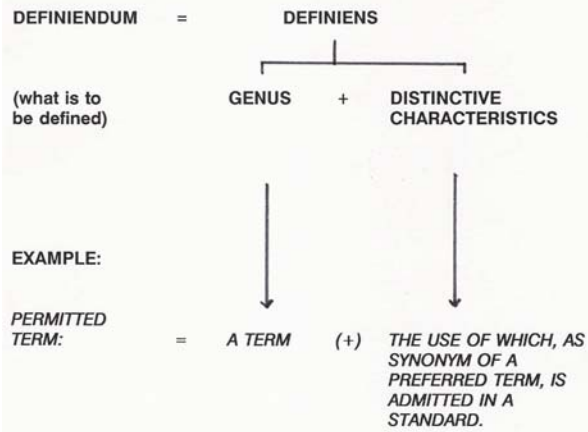 DEFINIENDUM = DEFINIENS
(what is to GENUS + DISTINCTIVE
be defined) CHARACTERISTICS
EXAMPLE:
PERMITTED
TERM: = A TERM (+) THE USE OF WHICH, AS
SYNONYM OF A
PREFERRED TERM, IS
ADMITTED IN A
STANDARD.